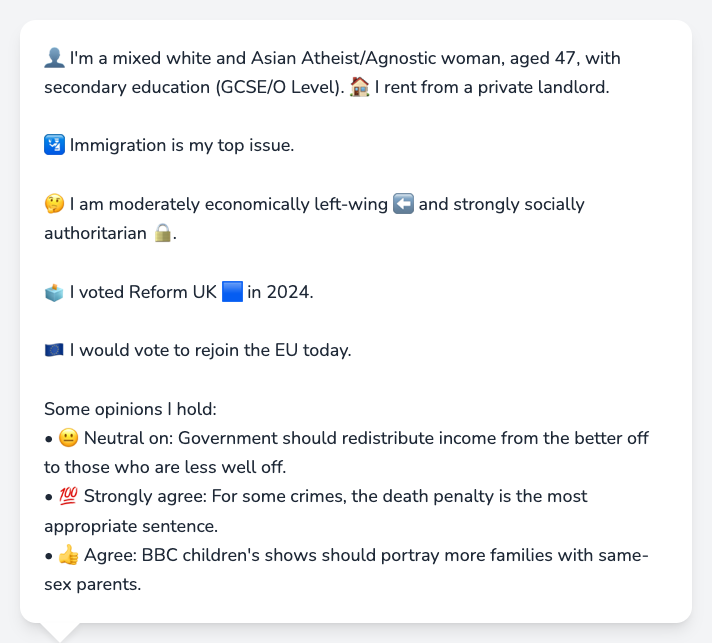 👤 I'm a mixed white and Asian Atheist/Agnostic woman, aged 47, with
secondary education (GCSE/O Level). 🏠 I rent from a private landlord.
🛂 Immigration is my top issue.
🤔 I am moderately economically left-wing ⬅️ and strongly socially
authoritarian 🔒.
🗳️ I voted Reform UK 🟦 in 2024.
🇪🇺 I would vote to rejoin the EU today.
Some opinions I hold:
• 😐 Neutral on: Government should redistribute income from the better off
to those who are less well off.
• 💯 Strongly agree: For some crimes, the death penalty is the most
appropriate sentence.
• 👍 Agree: BBC children's shows should portray more families with same-
sex parents.